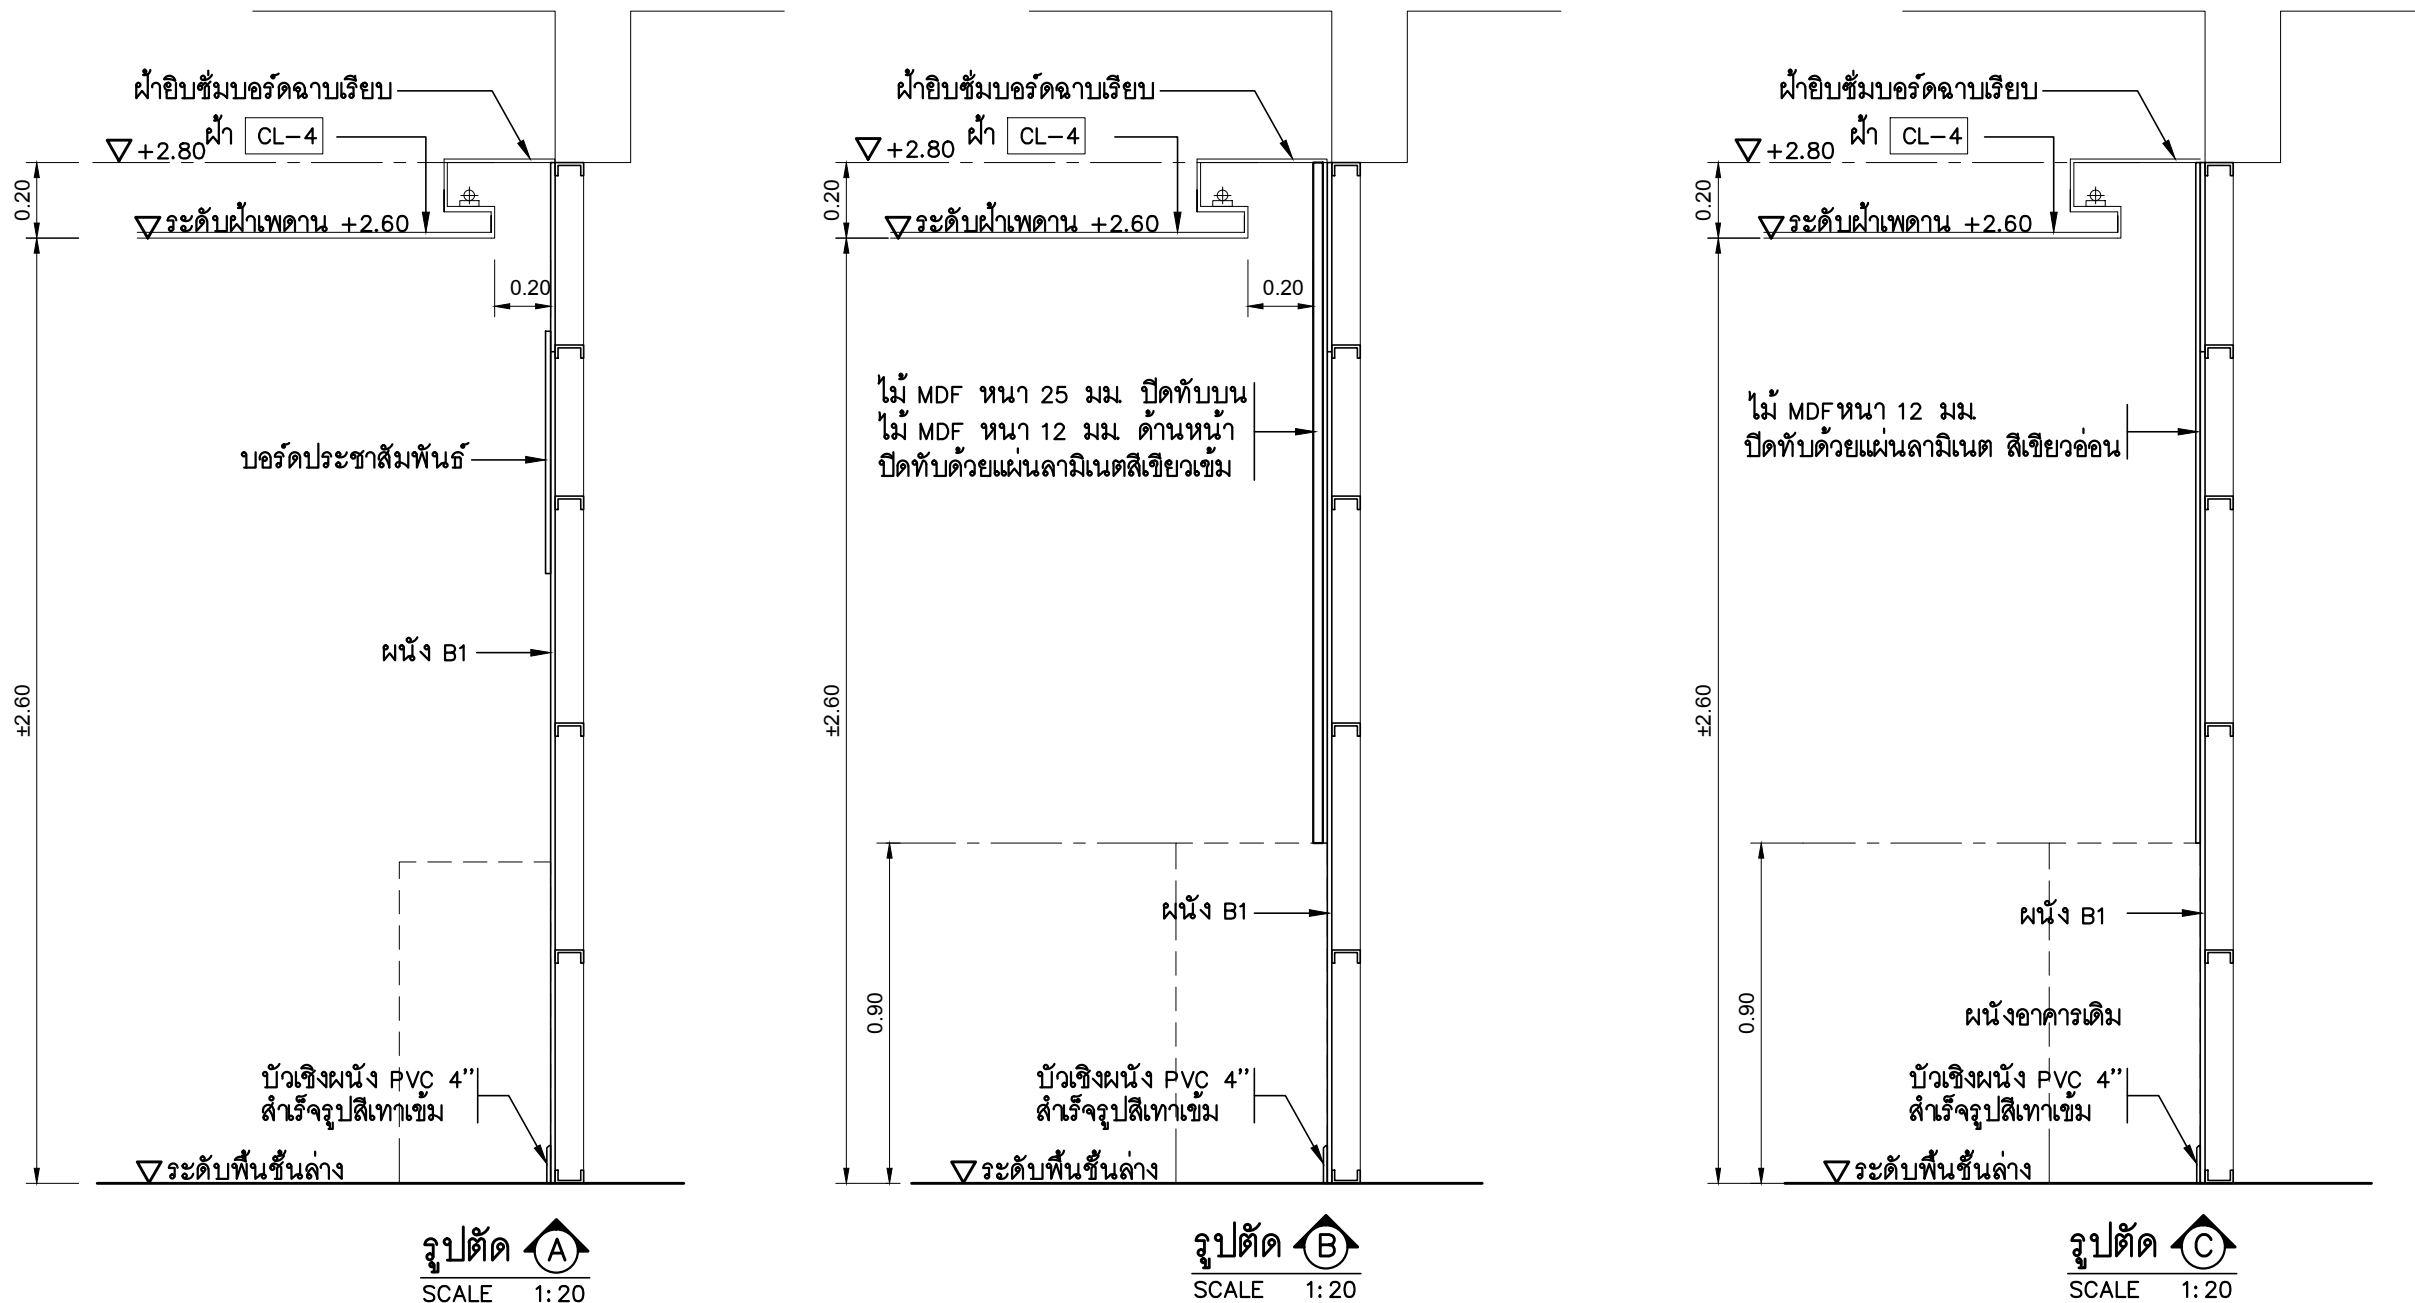 ฝ้ายิบซั่มบอร์ดฉาบเรียบ
ฝ้า CL-4
+2.80
0.20
ระดับฝ้าเพดาน +2.60
0.20
บอร์ดประชาสัมพันธ์
ผนัง B1
±2.60
บัวเชิงผนัง PVC 4”
สำเร็จรูปสีเทาเข้ม
ระดับพื้นชั้นล่าง
รูปตัด A
SCALE 1:20
ฝ้ายิบซั่มบอร์ดฉาบเรียบ
ฝ้า CL-4
+2.80
0.20
ระดับฝ้าเพดาน +2.60
0.20
ไม้ MDF หนา 25 มม. ปิดทับบน
ไม้ MDF หนา 12 มม. ด้านหน้า
ปิดทับด้วยแผ่นลามิเนตสีเขียวเข้ม
±2.60
ผนัง B1
0.90
บัวเชิงผนัง PVC 4”
สำเร็จรูปสีเทาเข้ม
ระดับพื้นชั้นล่าง
รูปตัด B
SCALE 1:20
ฝ้ายิบซั่มบอร์ดฉาบเรียบ
ฝ้า CL-4
+2.80
0.20
ระดับฝ้าเพดาน +2.60
ไม้ MDFหนา 12 มม.
ปิดทับด้วยแผ่นลามิเนต สีเขียวอ่อน
±2.60
ผนัง B1
0.90
ผนังอาคารเดิม
บัวเชิงผนัง PVC 4”
สำเร็จรูปสีเทาเข้ม
ระดับพื้นชั้นล่าง
รูปตัด C
SCALE 1:20